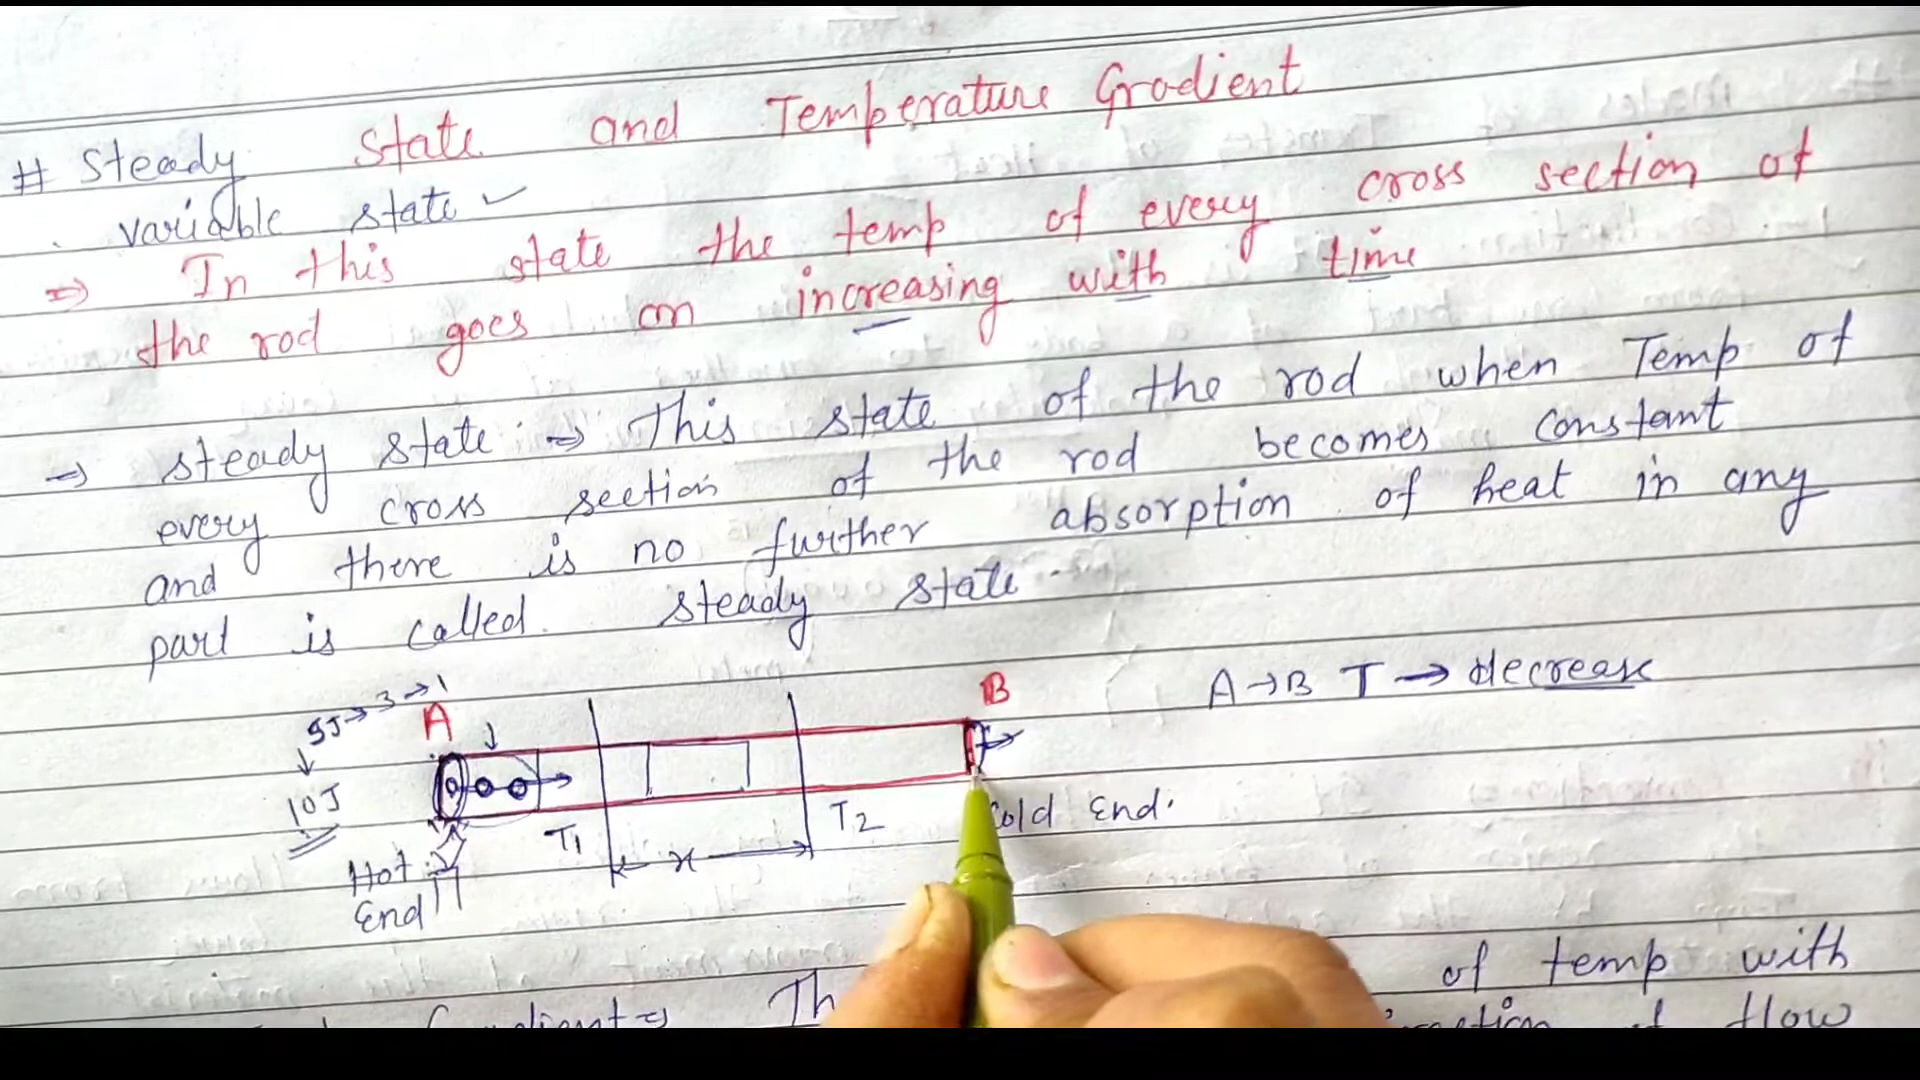 # Steady state and Temperature Gradient
variable state ✓
⇒ In this state the temp of every cross section of
the rod goes on increasing with time
→ steady state → This state of the rod when Temp of
every cross section of the rod becomes constant
and there is no further absorption of heat in any
part is called steady state
A → B T → decrease
5J → 3 → 1
A
B
10J
T1
x
T2
Cold End.
Hot
End
Th of temp with
flow